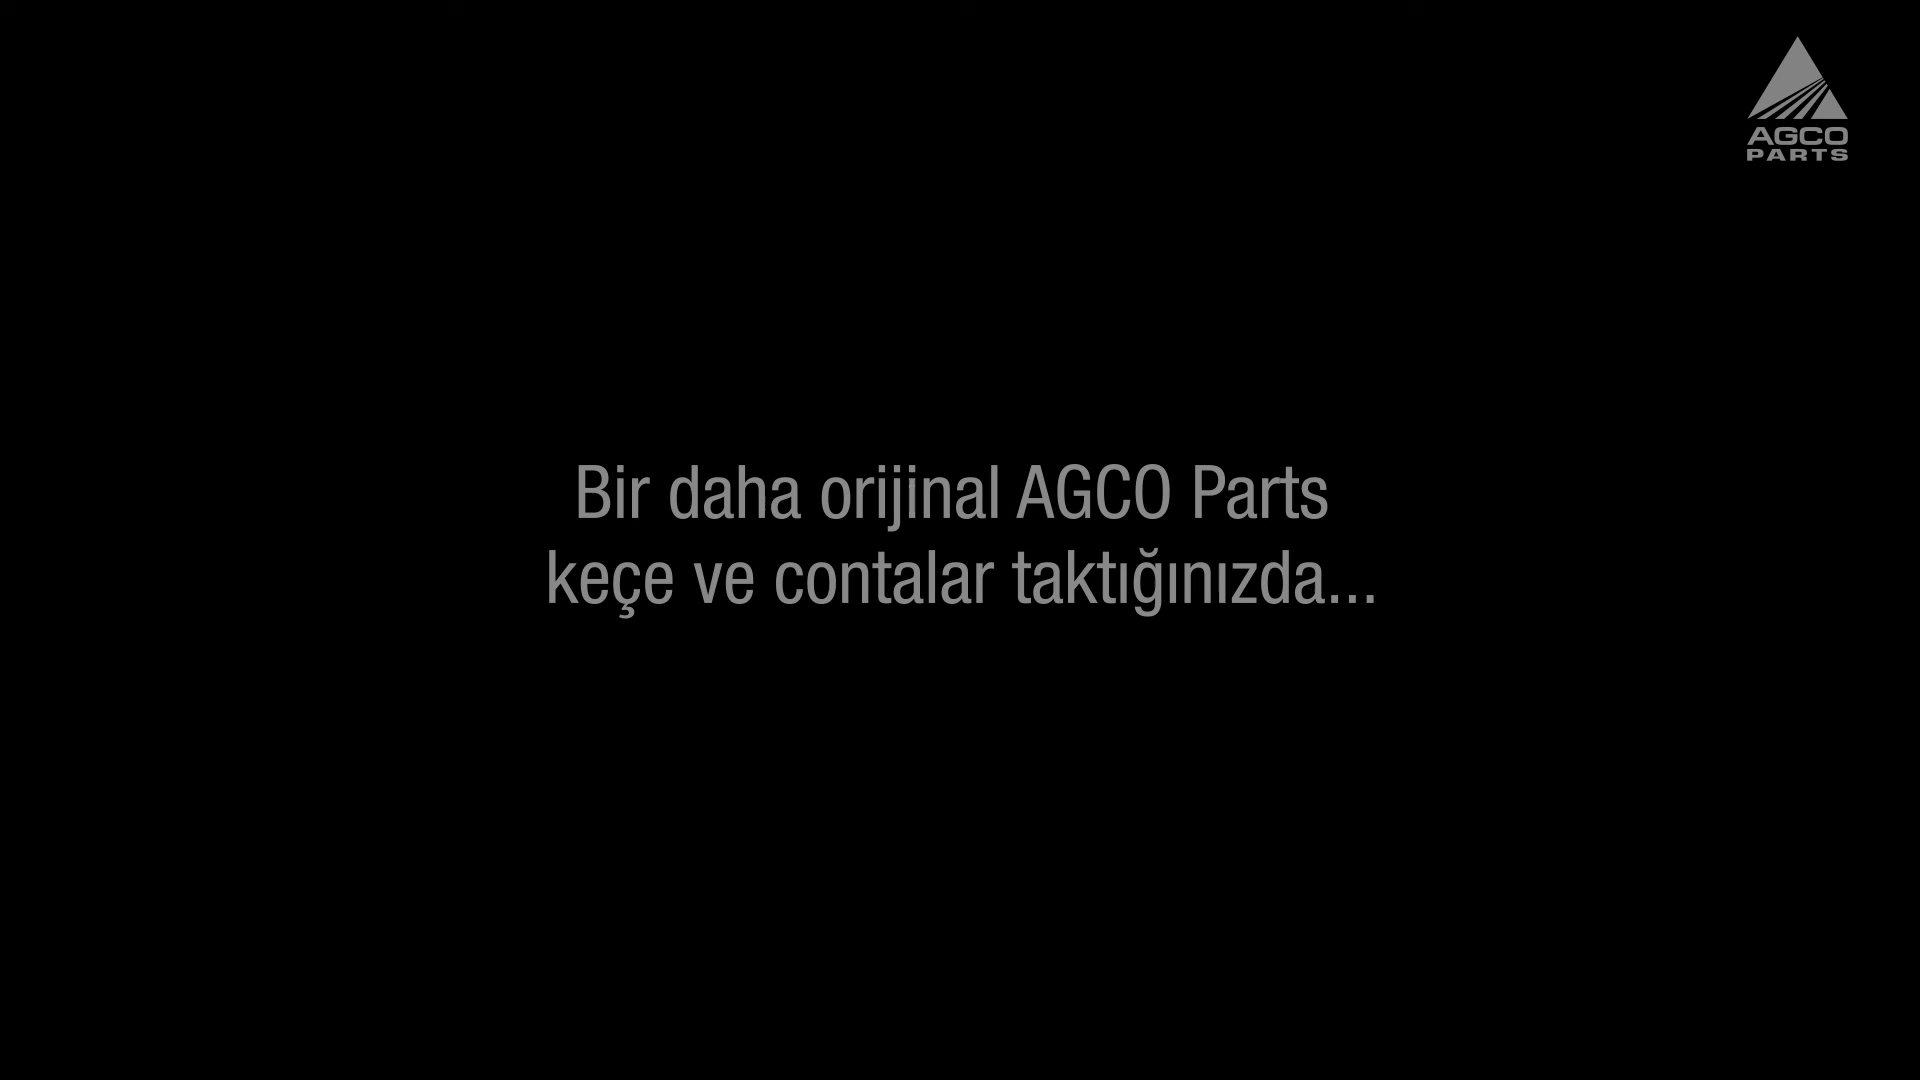 AGCO
PARTS
Bir daha orijinal AGCO Parts
keçe ve contalar taktığınızda...